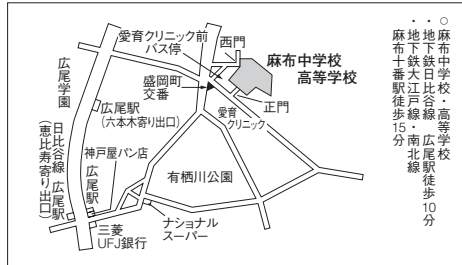 ○麻布中学校・高等学校
・地下鉄日比谷線 広尾駅徒歩10分
・地下鉄大江戸線・南北線
麻布十番駅徒歩15分
愛育クリニック前
バス停
西門
麻布中学校
高等学校
盛岡町
交番
正門
愛育
クリニック
広尾学園
広尾駅
(六本木寄り出口)
神戸屋パン店
有栖川公園
日比谷線 広尾駅
(恵比寿寄り出口)
広尾駅
ナショナル
スーパー
三菱
UFJ銀行